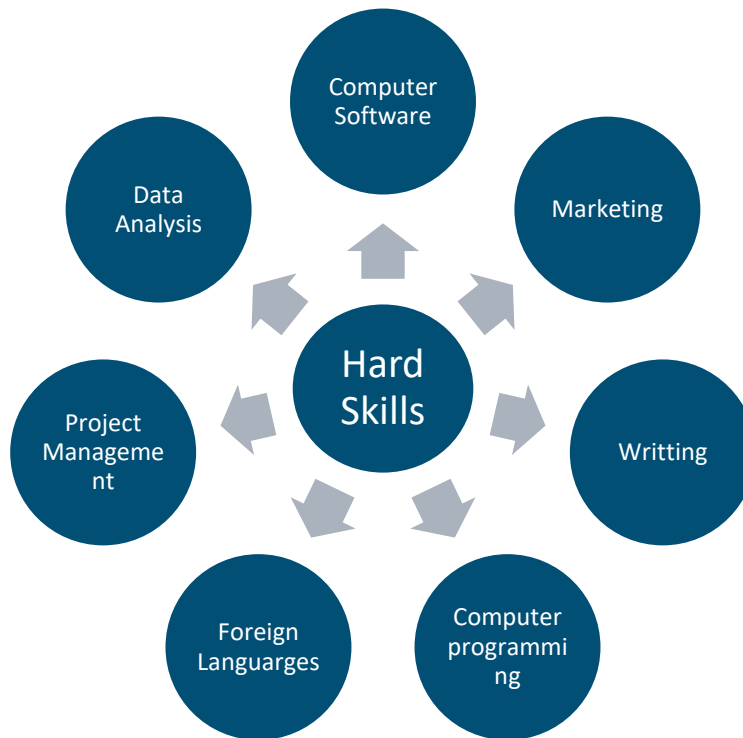 Computer
Software
Data
Analysis
Marketing
Hard
Skills
Project
Manageme
nt
Writting
Foreign
Languarges
Computer
programmi
ng